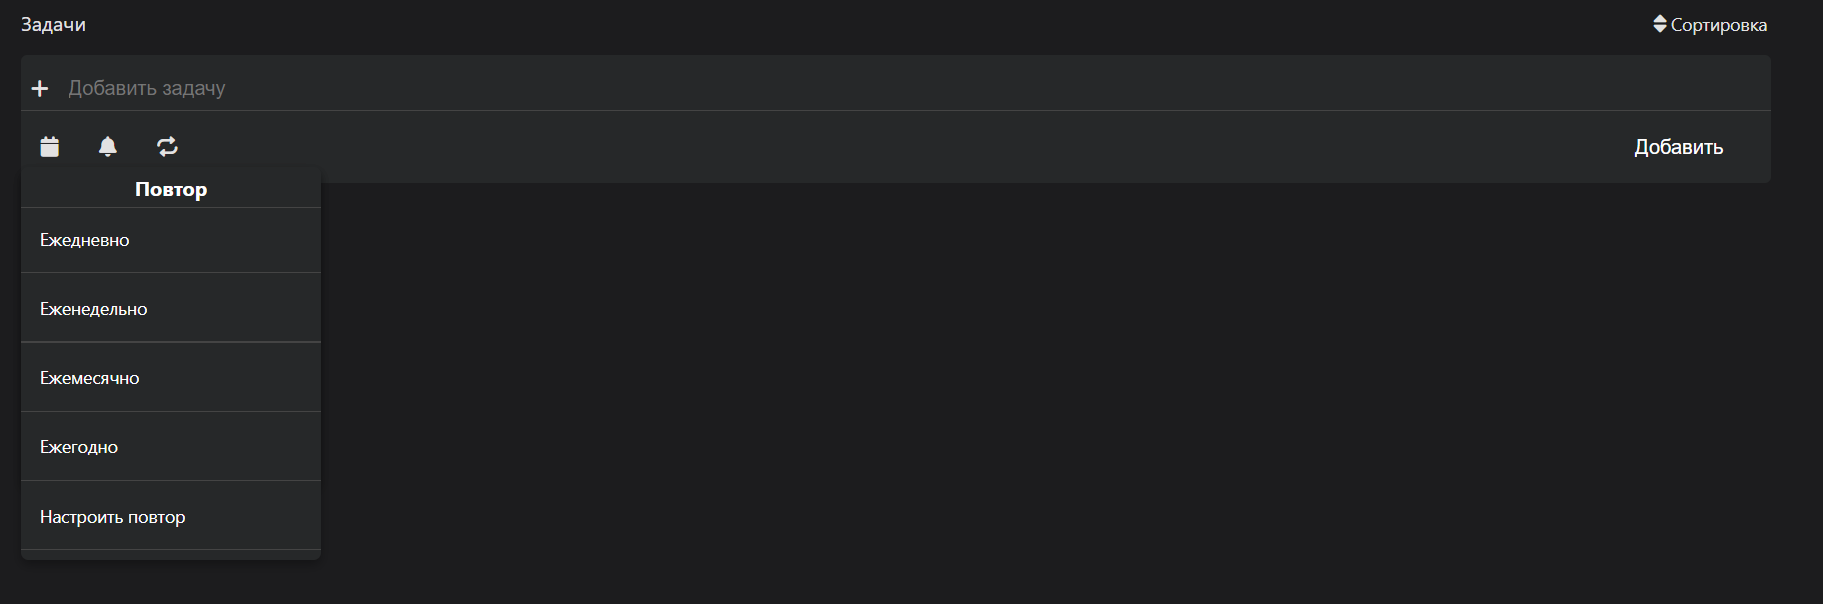 Задачи
Сортировка
Добавить задачу
Добавить
Повтор
Ежедневно
Еженедельно
Ежемесячно
Ежегодно
Настроить повтор